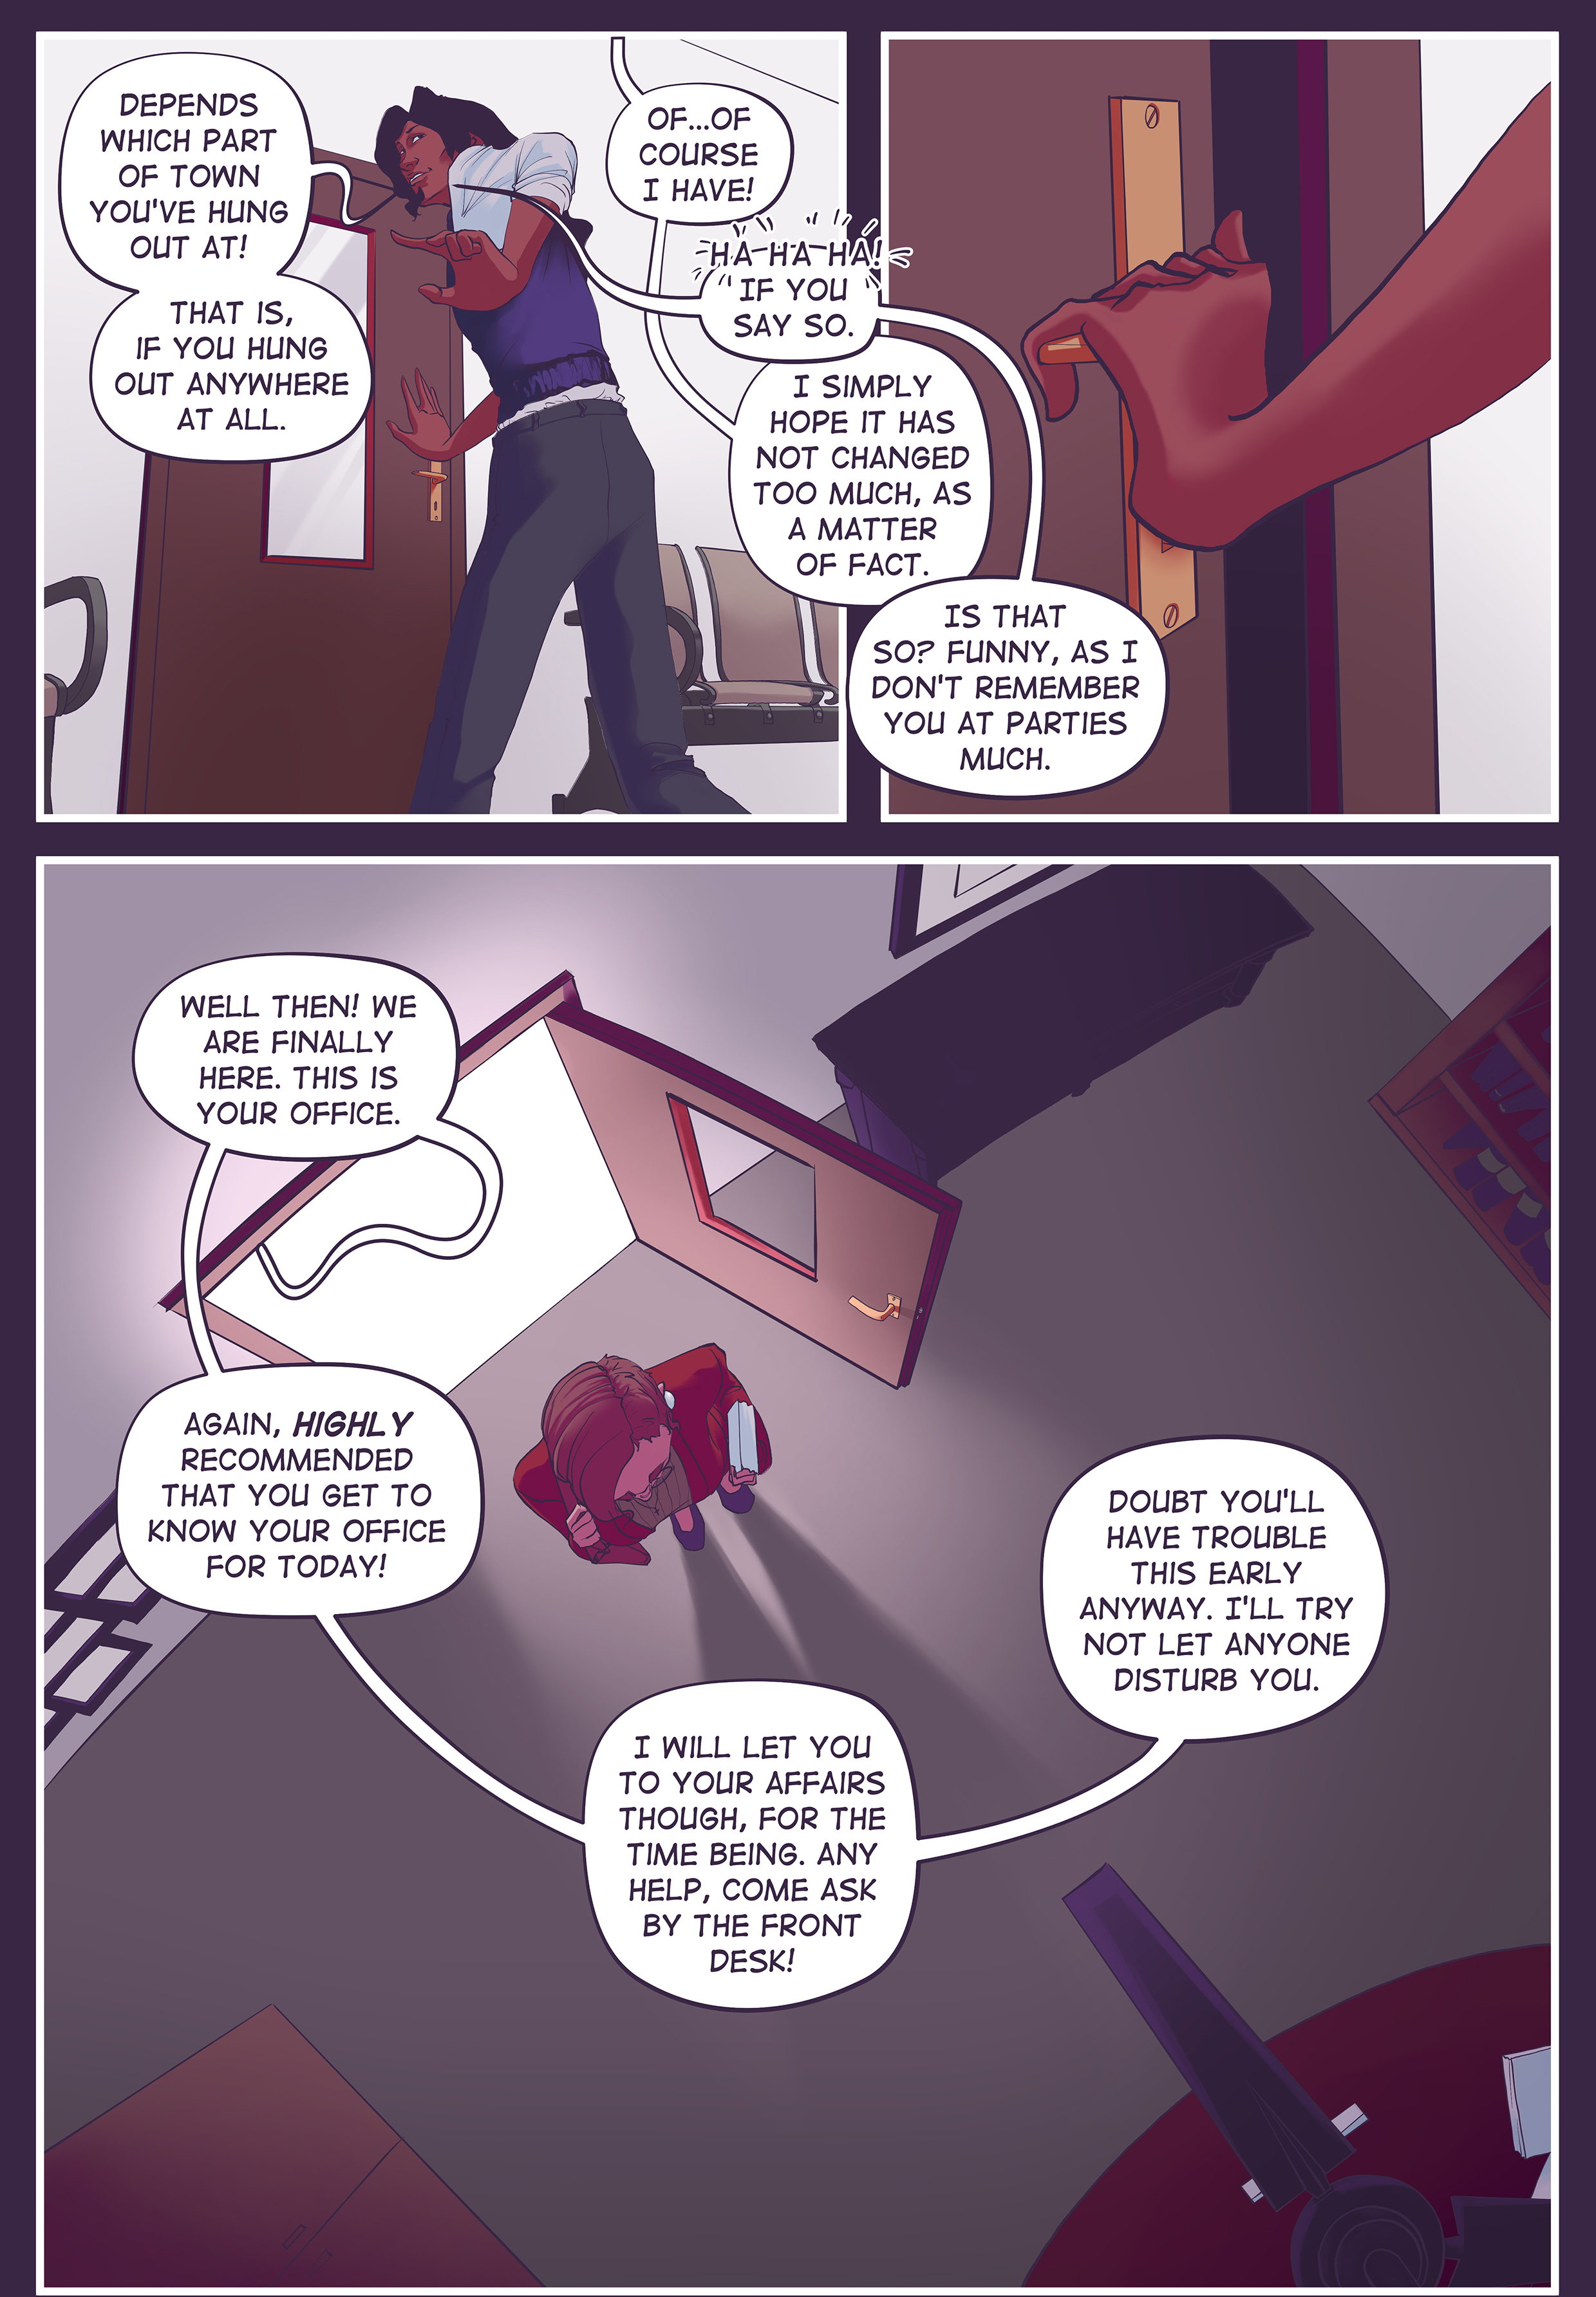 DEPENDS
WHICH PART
OF TOWN
YOU'VE HUNG
OUT AT!
THAT IS,
IF YOU HUNG
OUT ANYWHERE
AT ALL.
OF...OF
COURSE
I HAVE!
HA-HA-HA!
IF YOU
SAY SO.
I SIMPLY
HOPE IT HAS
NOT CHANGED
TOO MUCH, AS
A MATTER
OF FACT.
IS THAT
SO? FUNNY, AS I
DON'T REMEMBER
YOU AT PARTIES
MUCH.
WELL THEN! WE
ARE FINALLY
HERE. THIS IS
YOUR OFFICE.
AGAIN, HIGHLY
RECOMMENDED
THAT YOU GET TO
KNOW YOUR OFFICE
FOR TODAY!
I WILL LET YOU
TO YOUR AFFAIRS
THOUGH, FOR THE
TIME BEING. ANY
HELP, COME ASK
BY THE FRONT
DESK!
DOUBT YOU'LL
HAVE TROUBLE
THIS EARLY
ANYWAY. I'LL TRY
NOT LET ANYONE
DISTURB YOU.